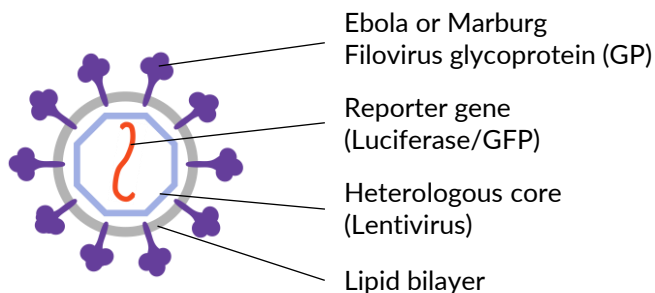 Ebola or Marburg
Filovirus glycoprotein (GP)
Reporter gene
(Luciferase/GFP)
Heterologous core
(Lentivirus)
Lipid bilayer